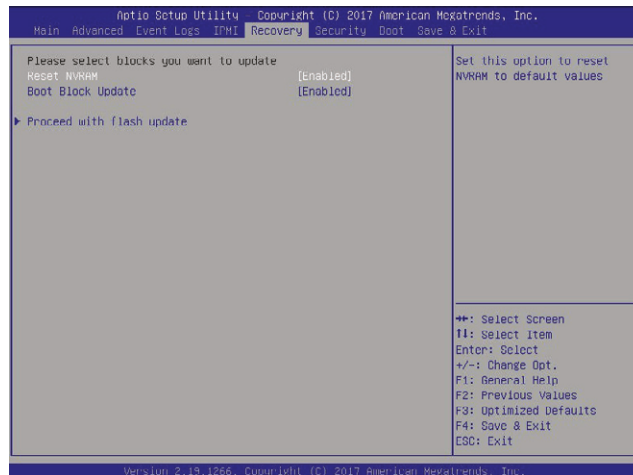 Aptio Setup Utility - Copyright (C) 2017 American Megatrends, Inc.
Main Advanced Event Logs IPMI Recovery Security Boot Save & Exit
Please select blocks you want to update
Reset NVRAM [Enabled]
Boot Block Update [Enabled]
▶ Proceed with flash update
Set this option to reset
NVRAM to default values
→←: Select Screen
↑↓: Select Item
Enter: Select
+/-: Change Opt.
F1: General Help
F2: Previous Values
F3: Optimized Defaults
F4: Save & Exit
ESC: Exit
Version 2.19.1266. Copyright (C) 2017 American Megatrends, Inc.